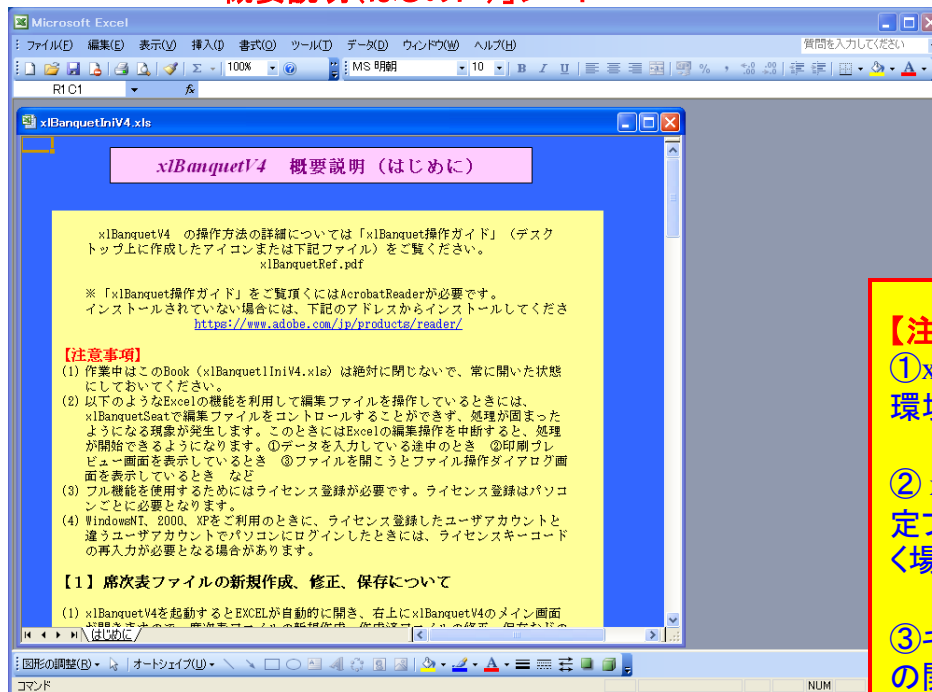 Microsoft Excel
ファイル(F) 編集(E) 表示(V) 挿入(I) 書式(O) ツール(T) データ(D) ウィンドウ(W) ヘルプ(H) 質問を入力してください
100% MS 明朝 10 B I U
R1C1 fx
xlBanquetIniV4.xls
xlBanquetV4 概要説明（はじめに）
xlBanquetV4 の操作方法の詳細については「xlBanquet操作ガイド」（デスク
トップ上に作成したアイコンまたは下記ファイル）をご覧ください。
xlBanquetRef.pdf
※「xlBanquet操作ガイド」をご覧頂くにはAcrobatReaderが必要です。
インストールされていない場合には、下記のアドレスからインストールしてくださ
https://www.adobe.com/jp/products/reader/
【注意事項】
(1) 作業中はこのBook（xlBanquetlIniV4.xls）は絶対に閉じないで、常に開いた状態
にしておいてください。
(2) 以下のようなExcelの機能を利用して編集ファイルを操作しているときには、
xlBanquetSeatで編集ファイルをコントロールすることができず、処理が固まった
ようになる現象が発生します。このときにはExcelの編集操作を中断すると、処理
が開始できるようになります。①データを入力している途中のとき ②印刷プレ
ビュー画面を表示しているとき ③ファイルを開こうとファイル操作ダイアログ画
面を表示しているとき など
(3) フル機能を使用するためにはライセンス登録が必要です。ライセンス登録はパソコ
ンごとに必要となります。
(4) WindowsNT、2000、XPをご利用のときに、ライセンス登録したユーザアカウントと
違うユーザアカウントでパソコンにログインしたときには、ライセンスキーコード
の再入力が必要となる場合があります。
【1】席次表ファイルの新規作成、修正、保存について
(1) xlBanquetV4を起動するとEXCELが自動的に開き、右上にxlBanquetV4のメイン画面
はじめに
図形の調整(R) オートシェイプ(U)
コマンド NUM
【注
①x
環境
②
定フ
く場
③キ
の開